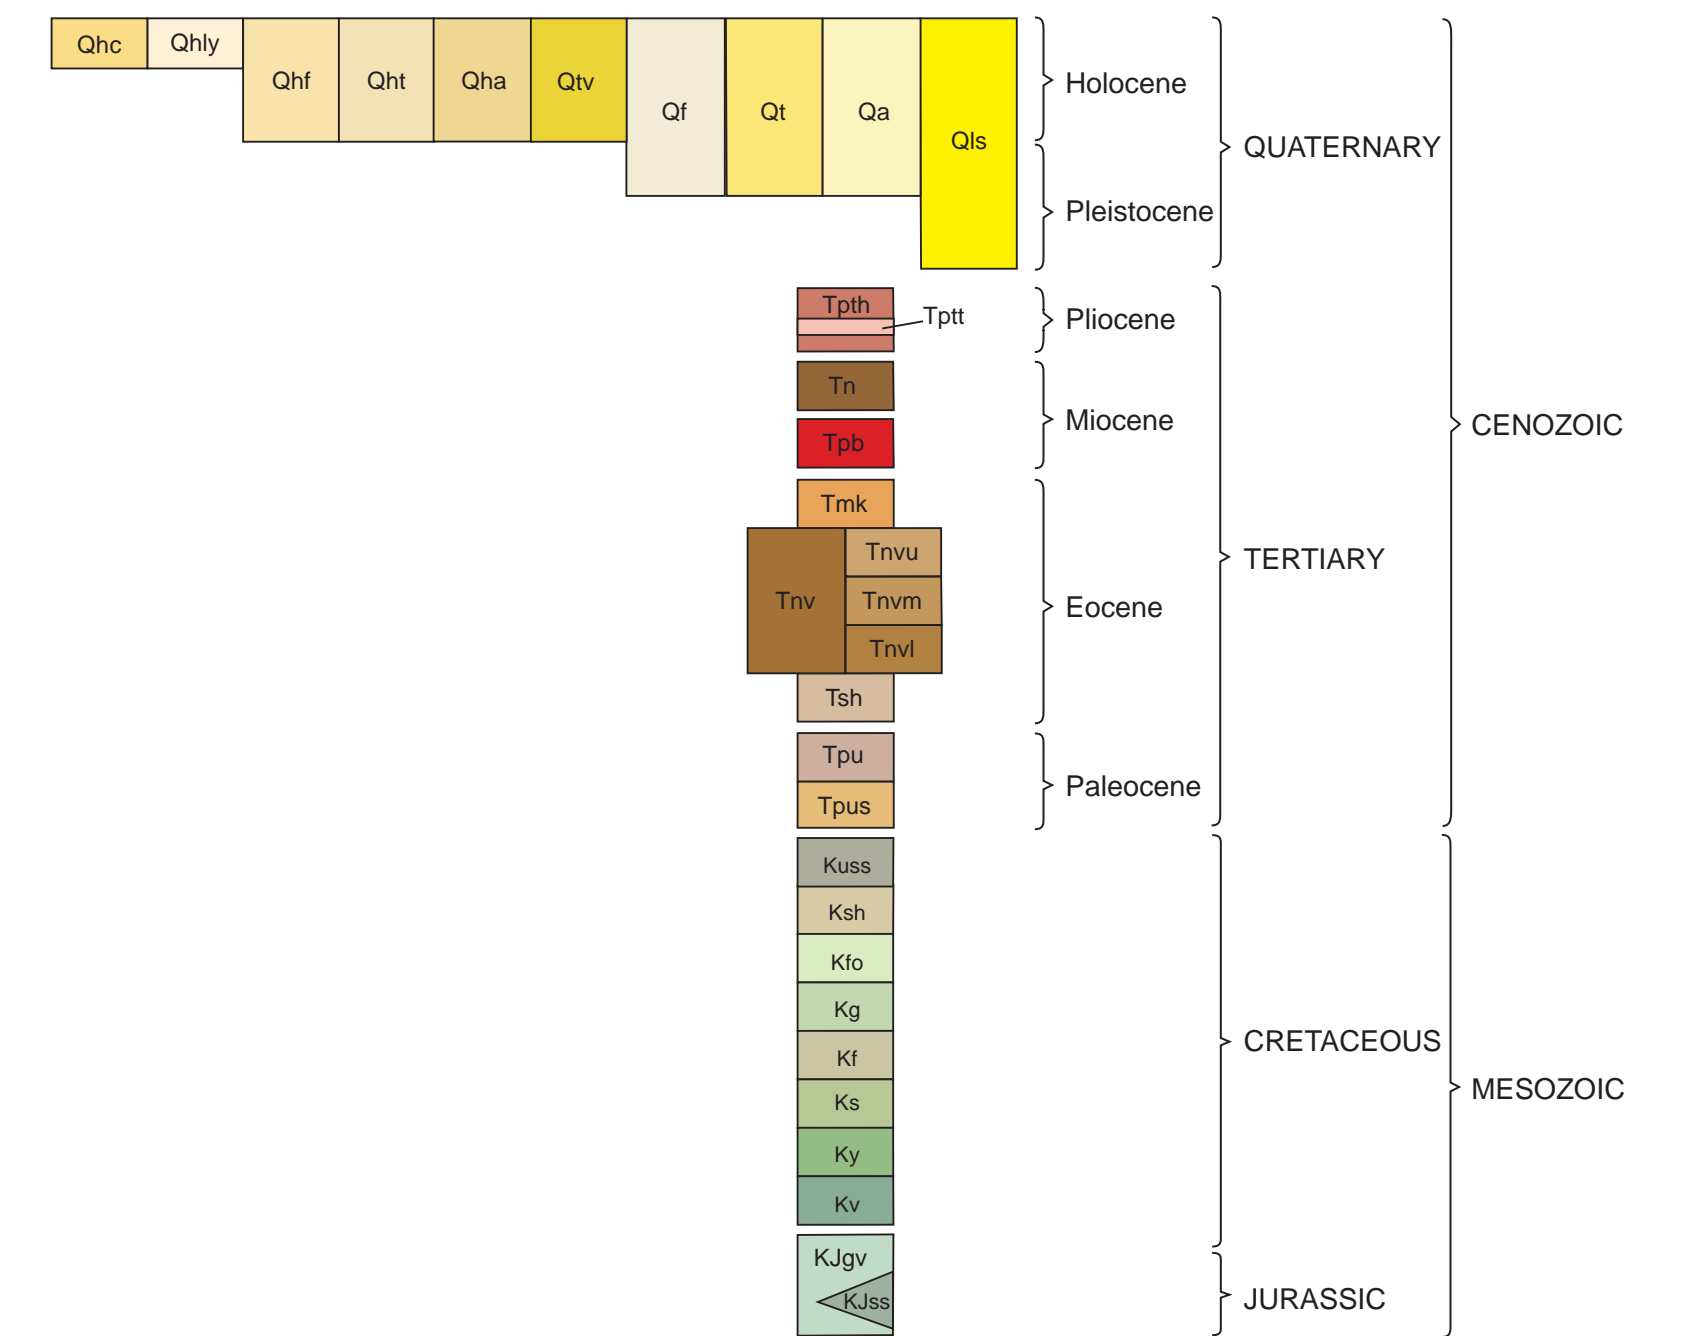 Qhc
Qhly
Qhf
Qht
Qha
Qtv
Qf
Qt
Qa
Qls
Holocene
QUATERNARY
Pleistocene
Tpth
Tptt
Pliocene
Tn
Miocene
CENOZOIC
Tpb
Tmk
Tnvu
TERTIARY
Tnv
Tnvm
Eocene
Tnvl
Tsh
Tpu
Paleocene
Tpus
Kuss
Ksh
Kfo
Kg
CRETACEOUS
Kf
MESOZOIC
Ks
Ky
Kv
KJgv
KJss
JURASSIC